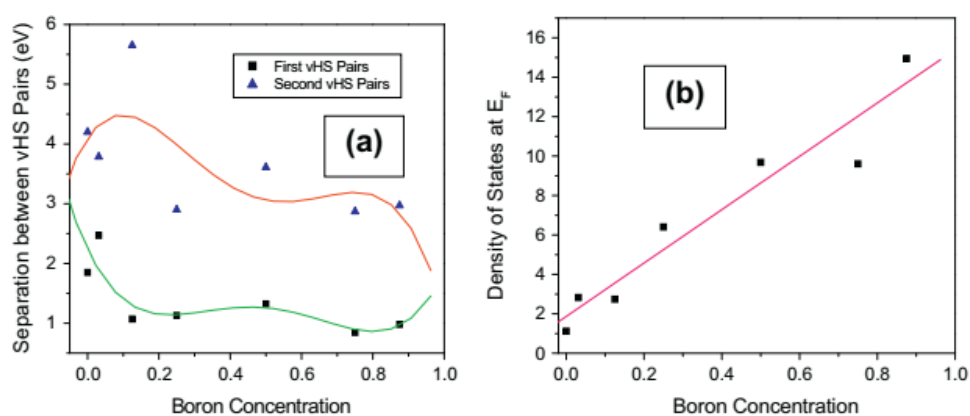 6
5
4
3
2
1
0.0 0.2 0.4 0.6 0.8 1.0
Separation between vHS Pairs (eV)
Boron Concentration
First vHS Pairs
Second vHS Pairs
(a)
16
14
12
10
8
6
4
2
0
0.0 0.2 0.4 0.6 0.8 1.0
Density of States at E_F
Boron Concentration
(b)